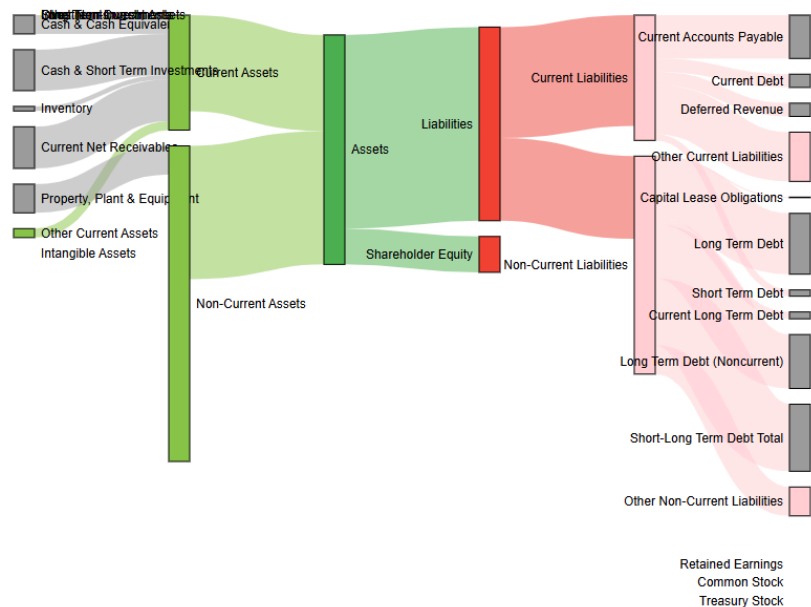 Cash & Cash Equivalents
Cash & Short Term Investments
Inventory
Current Net Receivables
Property, Plant & Equipment
Other Current Assets
Intangible Assets
Current Assets
Non-Current Assets
Assets
Liabilities
Shareholder Equity
Current Liabilities
Non-Current Liabilities
Current Accounts Payable
Current Debt
Deferred Revenue
Other Current Liabilities
Capital Lease Obligations
Long Term Debt
Short Term Debt
Current Long Term Debt
Long Term Debt (Noncurrent)
Short-Long Term Debt Total
Other Non-Current Liabilities
Retained Earnings
Common Stock
Treasury Stock